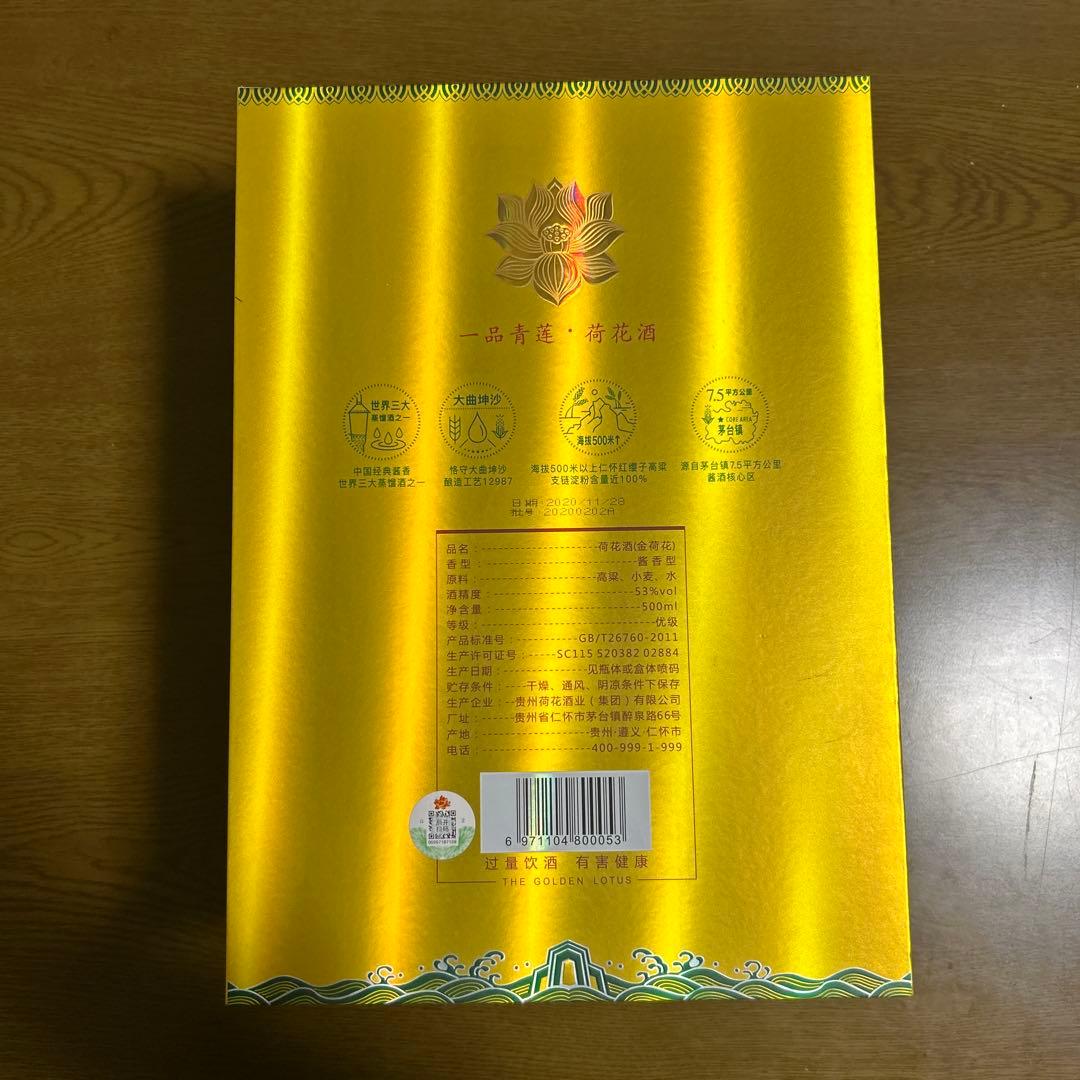 一品青莲·荷花酒
世界三大
蒸馏酒之一
大曲坤沙
海拔500米↑
7.5平方公里
CORE AREA
茅台镇
中国经典酱香
世界三大蒸馏酒之一
恪守大曲坤沙
酿造工艺12987
海拔500米以上仁怀红缨子高粱
支链淀粉含量近100%
源自茅台镇7.5平方公里
酱酒核心区
日期:2020/11/28
批号:20200202A
品名:--------------------荷花酒(金荷花)
香型:---------------------------酱香型
原料:--------------------高粱、小麦、水
酒精度:--------------------------53%vol
净含量:---------------------------500ml
等级:------------------------------优级
产品标准号:-----------GB/T26760-2011
生产许可证号:-----SC115 520382 02884
生产日期:--------------见瓶体或盒体喷码
贮存条件:----干燥、通风、阴凉条件下保存
生产企业:--贵州荷花酒业(集团)有限公司
厂址:------贵州省仁怀市茅台镇醉泉路66号
产地:-------------------贵州·遵义·仁怀市
电话:--------------------400-999-1-999
6 971104 800053
过量饮酒 有害健康
THE GOLDEN LOTUS